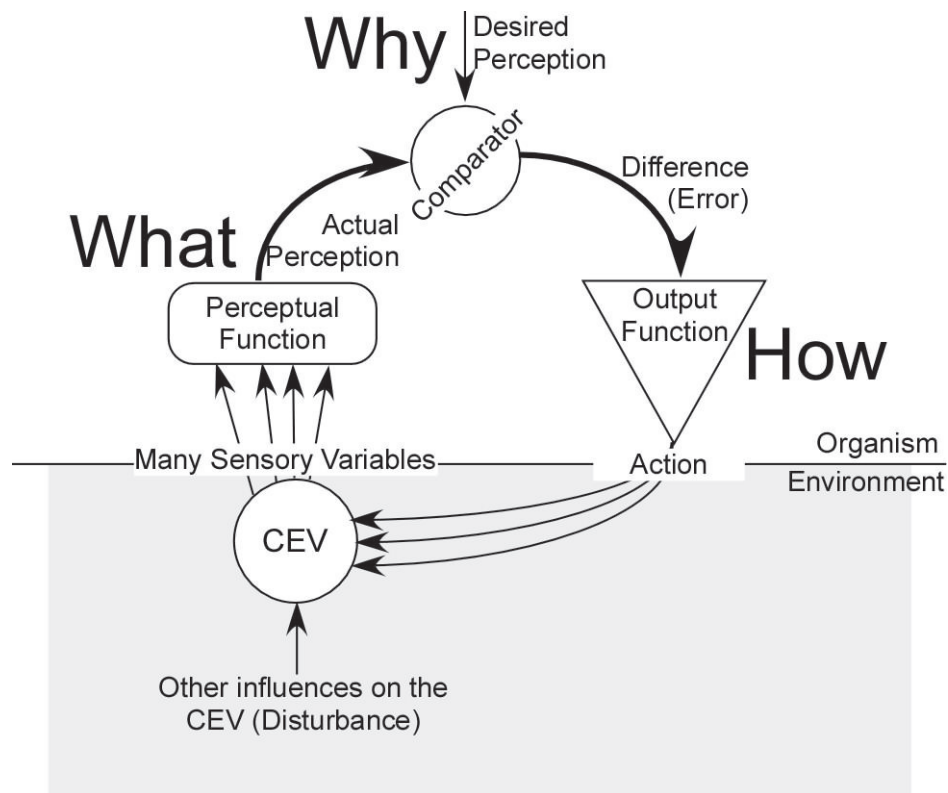 Why
Desired
Perception
Comparator
Difference
(Error)
What
Actual
Perception
Perceptual
Function
Output
Function
How
Many Sensory Variables
Action
Organism
Environment
CEV
Other influences on the
CEV (Disturbance)